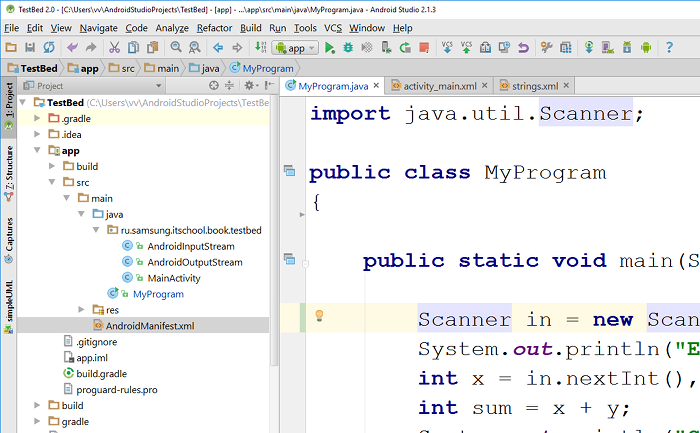 TestBed 2.0 - [C:\Users\vv\AndroidStudioProjects\TestBed] - [app] - ...\app\src\main\java\MyProgram.java - Android Studio 2.1.3
File Edit View Navigate Code Analyze Refactor Build Run Tools VCS Window Help
app
VCS VCS
TestBed app src main java MyProgram
Project
MyProgram.java activity_main.xml strings.xml
1: Project
Z: Structure
Captures
simpleUML
TestBed (C:\Users\vv\AndroidStudioProjects\TestBe
.gradle
.idea
app
build
src
main
java
ru.samsung.itschool.book.testbed
AndroidInputStream
AndroidOutputStream
MainActivity
MyProgram
res
AndroidManifest.xml
.gitignore
app.iml
build.gradle
proguard-rules.pro
build
gradle
import java.util.Scanner;
public class MyProgram
{
public static void main(S
Scanner in = new Scan
System.out.println("E
int x = in.nextInt(),
int sum = x + y;